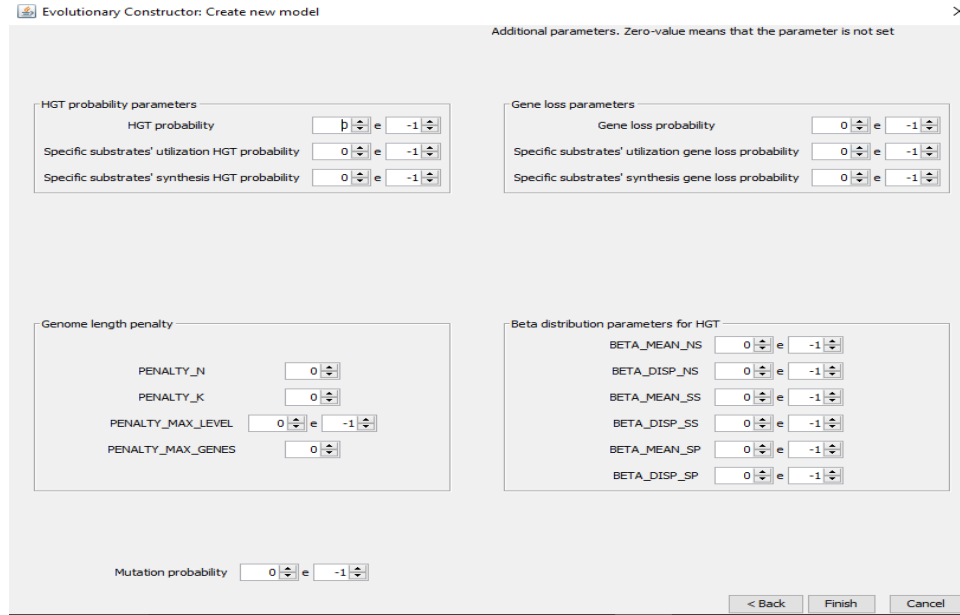 Evolutionary Constructor: Create new model
Additional parameters. Zero-value means that the parameter is not set
HGT probability parameters
HGT probability 0 e -1
Specific substrates' utilization HGT probability 0 e -1
Specific substrates' synthesis HGT probability 0 e -1
Gene loss parameters
Gene loss probability 0 e -1
Specific substrates' utilization gene loss probability 0 e -1
Specific substrates' synthesis gene loss probability 0 e -1
Genome length penalty
PENALTY_N 0
PENALTY_K 0
PENALTY_MAX_LEVEL 0 e -1
PENALTY_MAX_GENES 0
Beta distribution parameters for HGT
BETA_MEAN_NS 0 e -1
BETA_DISP_NS 0 e -1
BETA_MEAN_SS 0 e -1
BETA_DISP_SS 0 e -1
BETA_MEAN_SP 0 e -1
BETA_DISP_SP 0 e -1
Mutation probability 0 e -1
< Back Finish Cancel